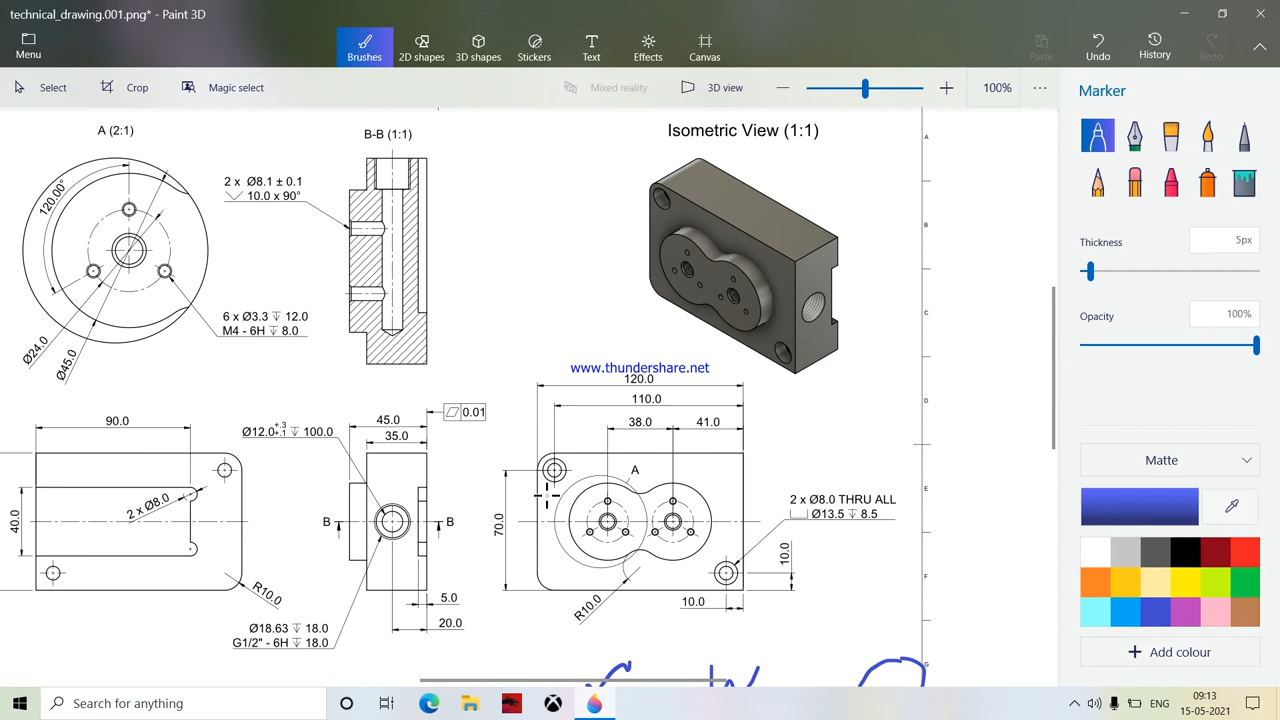 technical_drawing.001.png* - Paint 3D
Menu
Brushes
2D shapes
3D shapes
Stickers
Text
Effects
Canvas
Paste
Undo
History
Redo
Select
Crop
Magic select
Mixed reality
3D view
100%
Marker
Thickness
5px
Opacity
100%
Matte
Add colour
A (2:1)
120.00°
Ø24.0
Ø45.0
6 x Ø3.3 ↧ 12.0
M4 - 6H ↧ 8.0
B-B (1:1)
2 x Ø8.1 ± 0.1
⌵ 10.0 x 90°
Isometric View (1:1)
www.thundershare.net
A
B
C
D
E
F
G
90.0
40.0
2 x Ø8.0
R10.0
Ø12.0 +.3 +.1 ↧ 100.0
45.0
35.0
▱ 0.01
B
B
5.0
20.0
Ø18.63 ↧ 18.0
G1/2" - 6H ↧ 18.0
120.0
110.0
38.0
41.0
A
70.0
R10.0
2 x Ø8.0 THRU ALL
⌴ Ø13.5 ↧ 8.5
10.0
10.0
Search for anything
ENG
09:13
15-05-2021